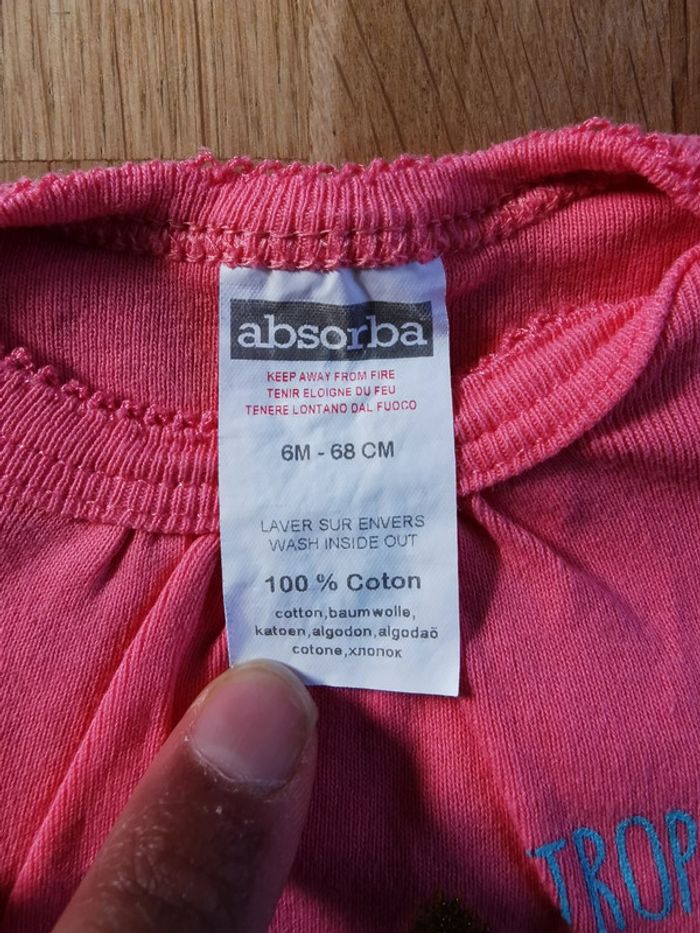 absorba
KEEP AWAY FROM FIRE
TENIR ELOIGNE DU FEU
TENERE LONTANO DAL FUOCO
6M - 68 CM
LAVER SUR ENVERS
WASH INSIDE OUT
100 % Coton
cotton,baumwolle,
katoen,algodon,algodaõ
cotone,хлопок
TROP